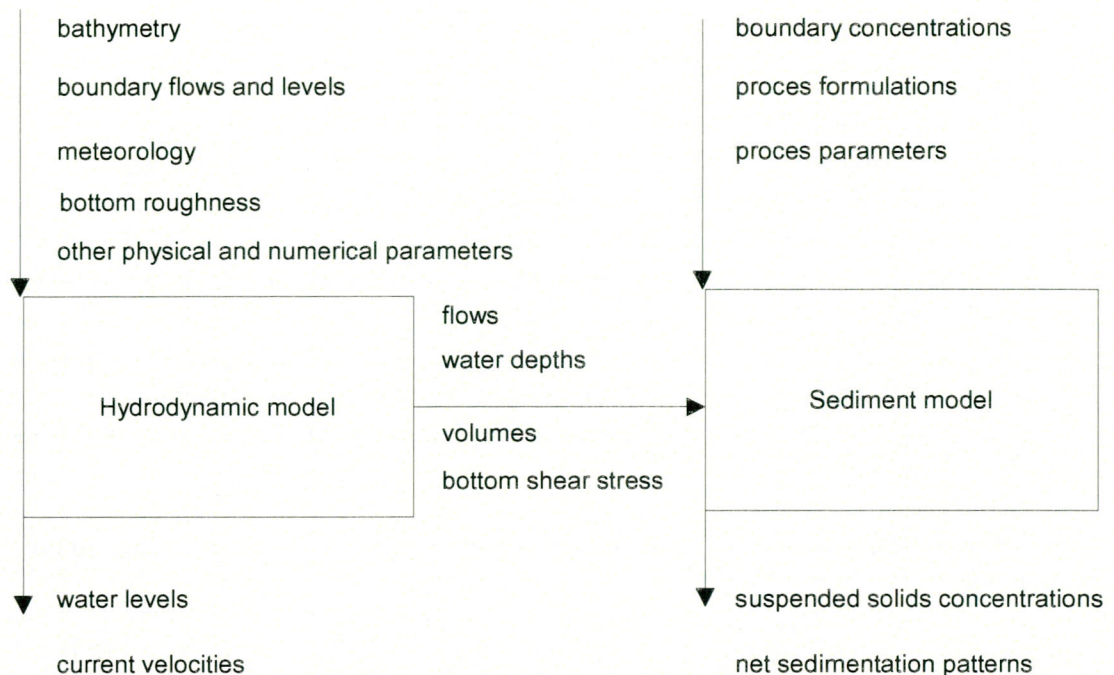 bathymetry
boundary flows and levels
meteorology
bottom roughness
other physical and numerical parameters
boundary concentrations
proces formulations
proces parameters
Hydrodynamic model
flows
water depths
volumes
bottom shear stress
Sediment model
water levels
current velocities
suspended solids concentrations
net sedimentation patterns